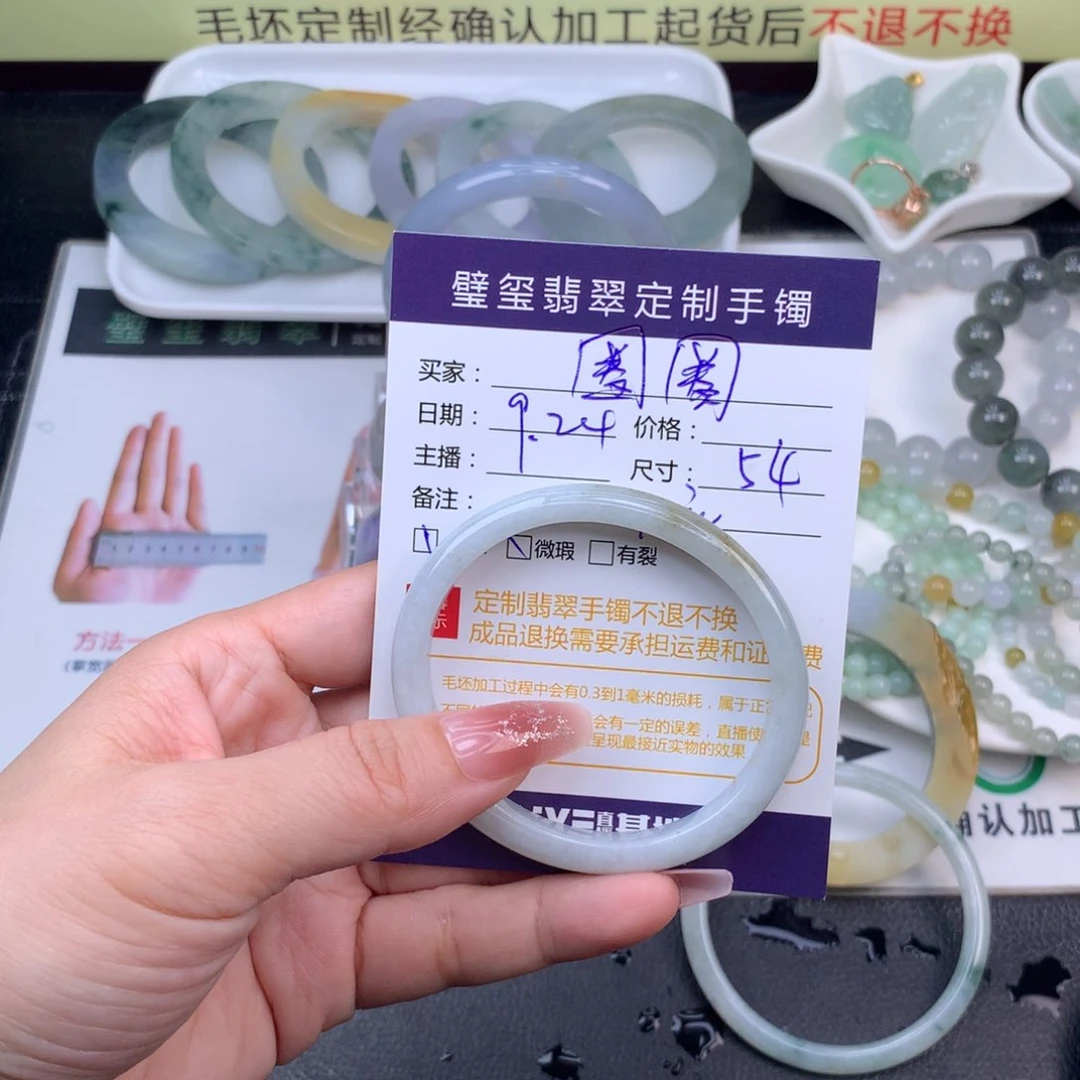 毛坯定制经确认加工起货后不退不换
璧玺翡翠
璧玺翡翠定制手镯
买家：
日期：9.24 价格：
主播： 尺寸：54
备注：
微瑕 有裂
定制翡翠手镯不退不换
成品退换需要承担运费和证 费
毛坯加工过程中会有0.3到1毫米的损耗，属于正
会有一定的误差，直播使 是
呈现最接近实物的效果
方法一
认加工